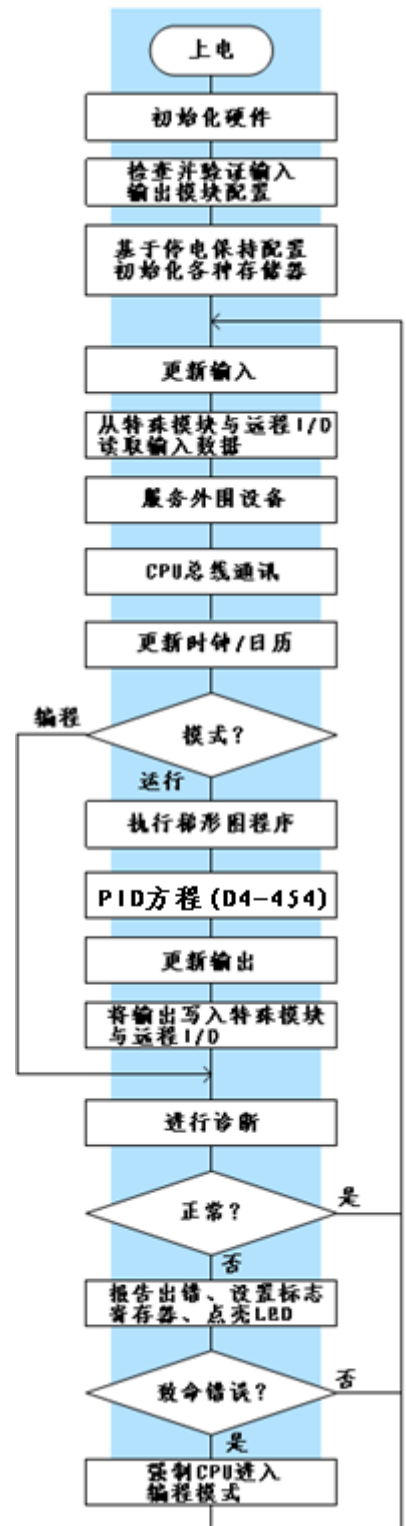 上电
初始化硬件
检查并验证输入
输出模块配置
基于停电保持配置
初始化各种存储器
更新输入
从特殊模块与远程I/O
读取输入数据
服务外围设备
CPU总线通讯
更新时钟/日历
编程
模式?
运行
执行梯形图程序
PID方程(D4-454)
更新输出
将输出写入特殊模块
与远程I/O
进行诊断
正常?
是
否
报告出错、设置标志
寄存器、点亮LED
致命错误?
否
是
强制CPU进入
编程模式